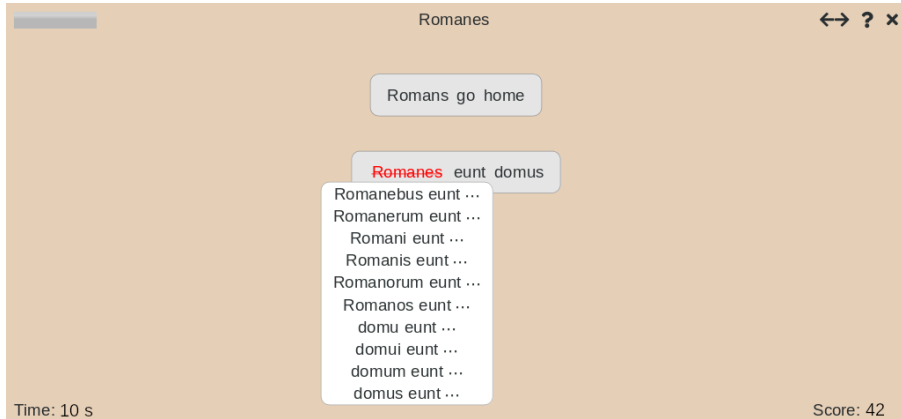 Romanes ←→ ? ×
Romans go home
Romanes eunt domus
Romanebus eunt ···
Romanerum eunt ···
Romani eunt ···
Romanis eunt ···
Romanorum eunt ···
Romanos eunt ···
domu eunt ···
domui eunt ···
domum eunt ···
domus eunt ···
Time: 10 s Score: 42